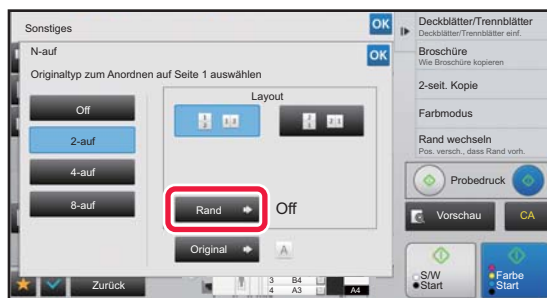 Sonstiges
OK
N-auf
OK
Originaltyp zum Anordnen auf Seite 1 auswählen
Off
2-auf
4-auf
8-auf
Layout
Rand
Off
Original
A
Zurück
3 B4
4 A3
A4
Deckblätter/Trennblätter
Deckblätter/Trennblätter einf.
Broschüre
Wie Broschüre kopieren
2-seit. Kopie
Farbmodus
Rand wechseln
Pos. versch., dass Rand vorh.
Probedruck
Vorschau
CA
S/W
Start
Farbe
Start